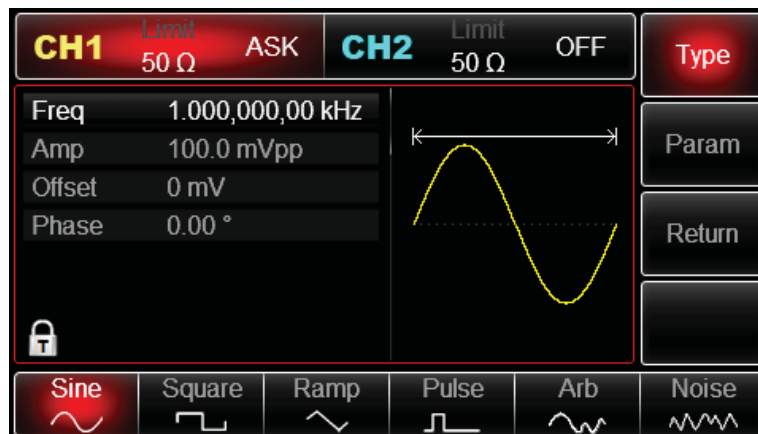 CH1 Limit 50 Ω ASK CH2 Limit 50 Ω OFF Type
Freq 1.000,000,00 kHz
Amp 100.0 mVpp
Offset 0 mV
Phase 0.00 °
Param
Return
T
Sine Square Ramp Pulse Arb Noise